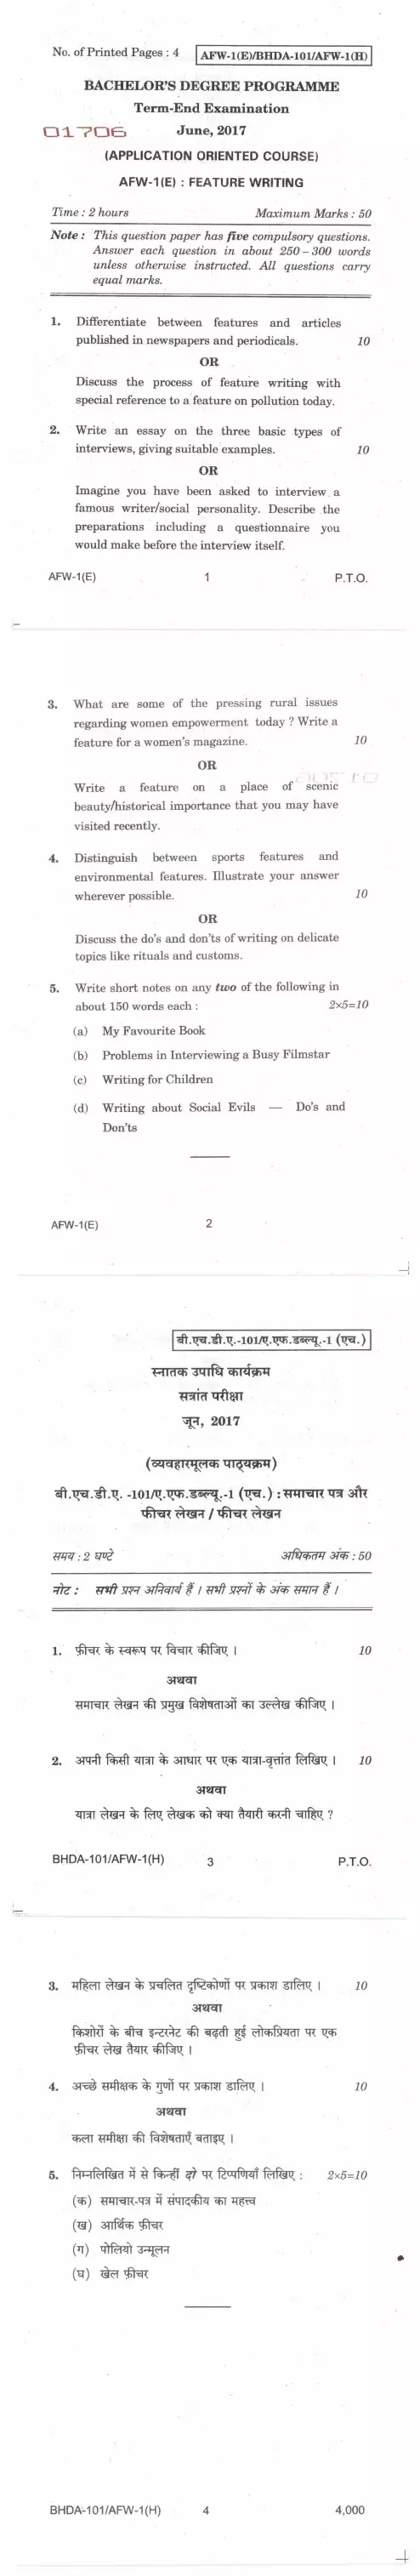 No. of Printed Pages : 4
AFW-1(E)/BHDA-101/AFW-1(H)
BACHELOR'S DEGREE PROGRAMME
Term-End Examination
01706
June, 2017
(APPLICATION ORIENTED COURSE)
AFW-1(E) : FEATURE WRITING
Time : 2 hours Maximum Marks : 50
Note : This question paper has five compulsory questions.
Answer each question in about 250 – 300 words
unless otherwise instructed. All questions carry
equal marks.
1. Differentiate between features and articles
published in newspapers and periodicals. 10
OR
Discuss the process of feature writing with
special reference to a feature on pollution today.
2. Write an essay on the three basic types of
interviews, giving suitable examples. 10
OR
Imagine you have been asked to interview a
famous writer/social personality. Describe the
preparations including a questionnaire you
would make before the interview itself.
AFW-1(E) 1 P.T.O.
3. What are some of the pressing rural issues
regarding women empowerment today ? Write a
feature for a women's magazine. 10
OR
Write a feature on a place of scenic
beauty/historical importance that you may have
visited recently.
4. Distinguish between sports features and
environmental features. Illustrate your answer
wherever possible. 10
OR
Discuss the do's and don'ts of writing on delicate
topics like rituals and customs.
5. Write short notes on any two of the following in
about 150 words each : 2×5=10
(a) My Favourite Book
(b) Problems in Interviewing a Busy Filmstar
(c) Writing for Children
(d) Writing about Social Evils — Do's and
Don'ts
AFW-1(E) 2
बी.एच.डी.ए.-101/ए.एफ.डब्ल्यू.-1 (एच.)
स्नातक उपाधि कार्यक्रम
सत्रांत परीक्षा
जून, 2017
(व्यवहारमूलक पाठ्यक्रम)
बी.एच.डी.ए. -101/ए.एफ.डब्ल्यू.-1 (एच.) : समाचार पत्र और
फीचर लेखन / फीचर लेखन
समय : 2 घण्टे अधिकतम अंक : 50
नोट : सभी प्रश्न अनिवार्य हैं । सभी प्रश्नों के अंक समान हैं ।
1. फ़ीचर के स्वरूप पर विचार कीजिए । 10
अथवा
समाचार लेखन की प्रमुख विशेषताओं का उल्लेख कीजिए ।
2. अपनी किसी यात्रा के आधार पर एक यात्रा-वृत्तांत लिखिए । 10
अथवा
यात्रा लेखन के लिए लेखक को क्या तैयारी करनी चाहिए ?
BHDA-101/AFW-1(H) 3 P.T.O.
3. महिला लेखन के प्रचलित दृष्टिकोणों पर प्रकाश डालिए । 10
अथवा
किशोरों के बीच इन्टरनेट की बढ़ती हुई लोकप्रियता पर एक
फ़ीचर लेख तैयार कीजिए ।
4. अच्छे समीक्षक के गुणों पर प्रकाश डालिए । 10
अथवा
कला समीक्षा की विशेषताएँ बताइए ।
5. निम्नलिखित में से किन्हीं दो पर टिप्पणियाँ लिखिए : 2×5=10
(क) समाचार-पत्र में संपादकीय का महत्त्व
(ख) आर्थिक फ़ीचर
(ग) पोलियो उन्मूलन
(घ) खेल फ़ीचर
BHDA-101/AFW-1(H) 4 4,000